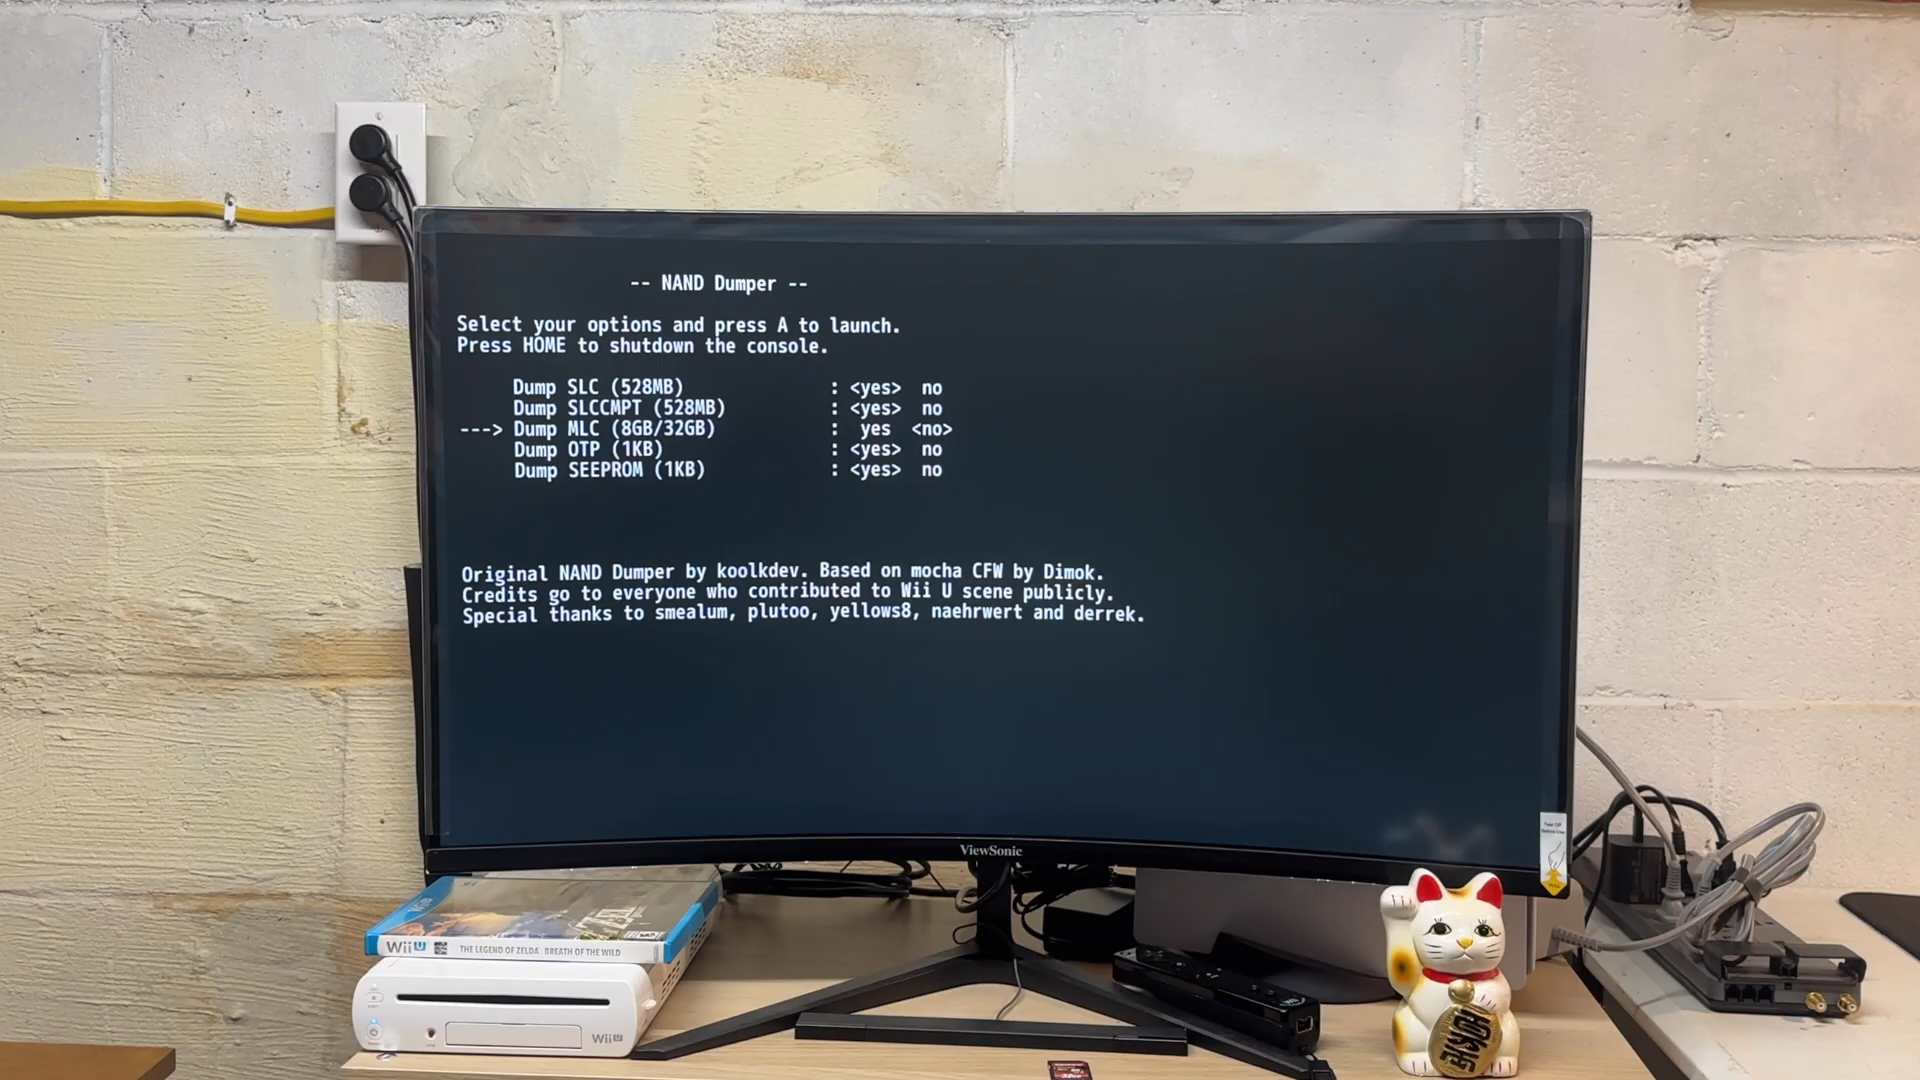 -- NAND Dumper --
Select your options and press A to launch.
Press HOME to shutdown the console.
Dump SLC (528MB) : <yes> no
Dump SLCCMPT (528MB) : <yes> no
---> Dump MLC (8GB/32GB) : yes <no>
Dump OTP (1KB) : <yes> no
Dump SEEPROM (1KB) : <yes> no
Original NAND Dumper by koolkdev. Based on mocha CFW by Dimok.
Credits go to everyone who contributed to Wii U scene publicly.
Special thanks to smealum, plutoo, yellows8, naehrwert and derrek.
ViewSonic
Wii U
Wii U THE LEGENDOF ZELDA BREATH OF THE WILD
Wii U